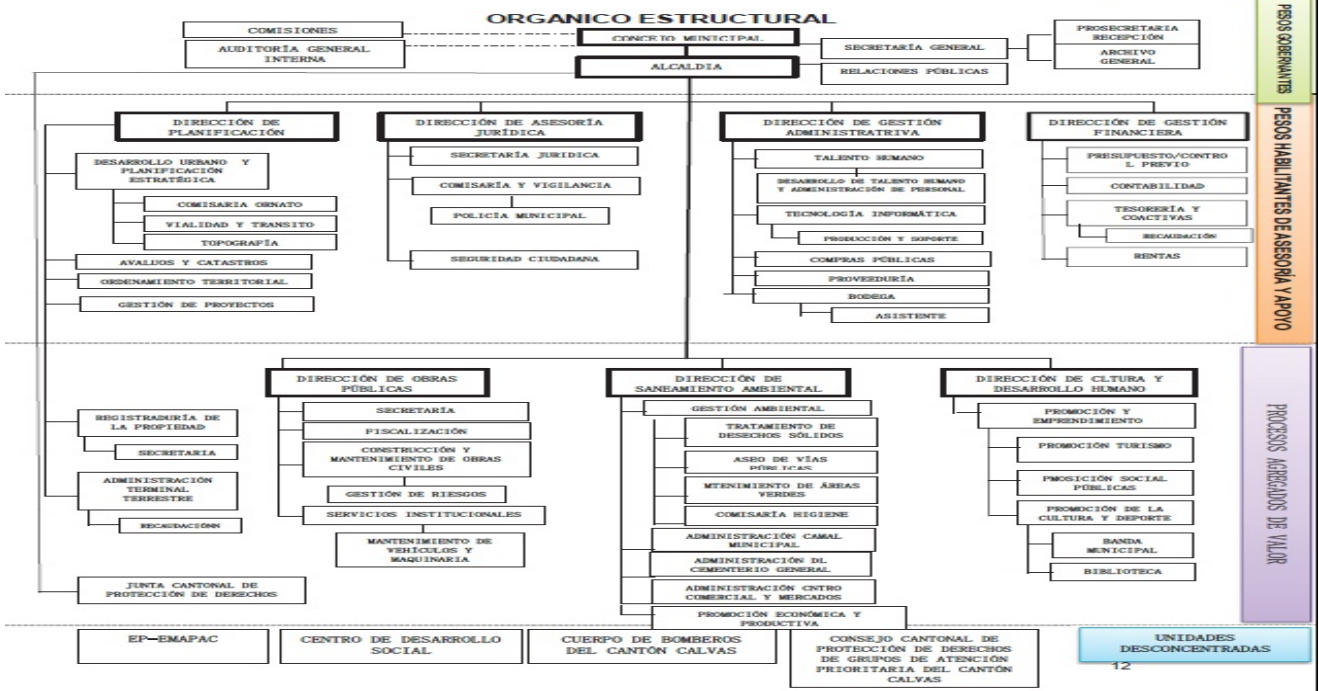 ORGANICO ESTRUCTURAL
COMISIONES
AUDITORÍA GENERAL
INTERNA
CONCEJO MUNICIPAL
ALCALDIA
SECRETARÍA GENERAL
RELACIONES PÚBLICAS
PROSECRETARIA
RECEPCIÓN
ARCHIVO
GENERAL
PESOS GOBERNANTES
DIRECCIÓN DE
PLANIFICACIÓN
DESARROLLO URBANO Y
PLANIFICACIÓN
ESTRATÉGICA
COMISARIA ORNATO
VIALIDAD Y TRANSITO
TOPOGRAFÍA
AVALUOS Y CATASTROS
ORDENAMIENTO TERRITORIAL
GESTIÓN DE PROYECTOS
DIRECCIÓN DE ASESORÍA
JURÍDICA
SECRETARÍA JURIDICA
COMISARÍA Y VIGILANCIA
POLICÍA MUNICIPAL
SEGURIDAD CIUDADANA
DIRECCIÓN DE GESTIÓN
ADMINISTRATRIVA
TALENTO HUMANO
DESARROLLO DE TALENTO HUMANO
Y ADMINISTRACIÓN DE PERSONAL
TECNOLOGÍA INFORMÁTICA
PRODUCCIÓN Y SOPORTE
COMPRAS PÚBLICAS
PROVEEDURÍA
BODEGA
ASISTENTE
DIRECCIÓN DE GESTIÓN
FINANCIERA
PRESUPUESTO/CONTRO
L PREVIO
CONTABILIDAD
TESORERÍA Y
COACTIVAS
RECAUDACIÓN
RENTAS
PESOS HABILITANTES DE ASESORÍA Y APOYO
REGISTRADURÍA DE
LA PROPIEDAD
SECRETARIA
ADMINISTRACIÓN
TERMINAL
TERRESTRE
RECAUDACIÓNN
JUNTA CANTONAL DE
PROTECCIÓN DE DERECHOS
DIRECCIÓN DE OBRAS
PÚBLICAS
SECRETARÍA
FISCALIZACIÓN
CONSTRUCCIÓN Y
MANTENIMIENTO DE OBRAS
CIVILES
GESTIÓN DE RIESGOS
SERVICIOS INSTITUCIONALES
MANTENIMIENTO DE
VEHÍCULOS Y
MAQUINARIA
DIRECCIÓN DE
SANEAMIENTO AMBIENTAL
GESTIÓN AMBIENTAL
TRATAMIENTO DE
DESECHOS SÓLIDOS
ASEO DE VÍAS
PÚBLICAS
MTENIMIENTO DE ÁREAS
VERDES
COMISARÍA HIGIENE
ADMINISTRACIÓN CAMAL
MUNICIPAL
ADMINISTRACIÓN DL
CEMENTERIO GENERAL
ADMINISTRACIÓN CNTRO
COMERCIAL Y MERCADOS
PROMOCIÓN ECONÓMICA Y
PRODUCTIVA
DIRECCIÓN DE CLTURA Y
DESARROLLO HUMANO
PROMOCIÓN Y
EMPRENDIMIENTO
PROMOCIÓN TURISMO
PMOSICIÓN SOCIAL
PÚBLICAS
PROMOCIÓN DE LA
CULTURA Y DEPORTE
BANDA
MUNICIPAL
BIBLIOTECA
PROCESOS AGREGADOS DE VALOR
EP-EMAPAC
CENTRO DE DESARROLLO
SOCIAL
CUERPO DE BOMBEROS
DEL CANTÓN CALVAS
CONSEJO CANTONAL DE
PROTECCIÓN DE DERECHOS
DE GRUPOS DE ATENCIÓN
PRIORITARIA DEL CANTÓN
CALVAS
UNIDADES
DESCONCENTRADAS
12